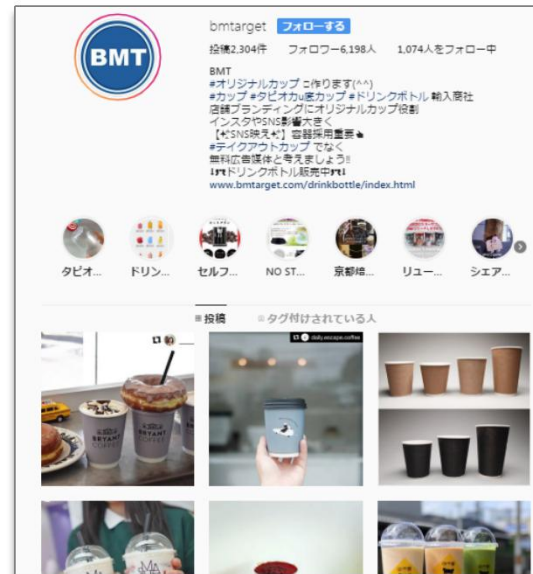 BMT
bmtarget フォローする
投稿2,304件 フォロワー6,198人 1,074人をフォロー中
BMT
#オリジナルカップ □作ります(^^)
#カップ #タピオカu底カップ #ドリンクボトル 輸入商社
店舗ブランディングにオリジナルカップ役割
インスタやSNS影響大きく
SNS映え 容器採用重要
#テイクアウトカップ でなく
無料広告媒体と考えましょう‼
ドリンクボトル販売中
www.bmtarget.com/drinkbottle/index.html
タピオ... ドリン... セルフ... NO ST... 京都焙... リユー... シェア...
投稿 タグ付けされている人
daily.escape.coffee
BRYANT COFFEE
BRYANT COFFEE